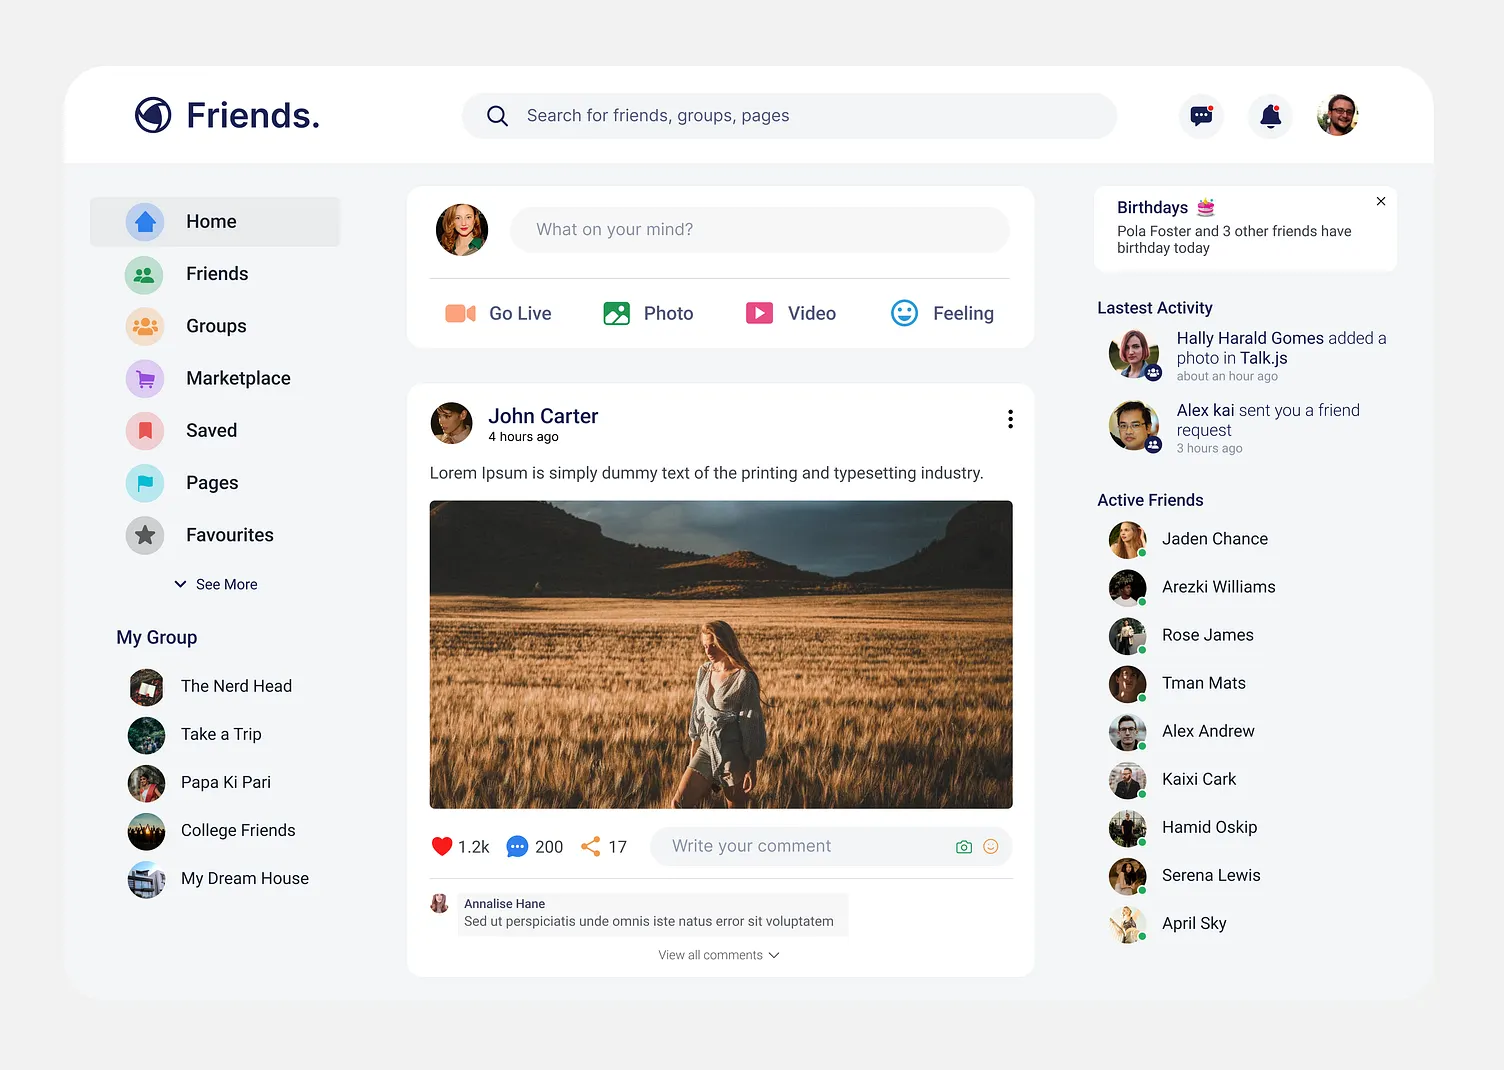 Friends.
Search for friends, groups, pages
Home
Friends
Groups
Marketplace
Saved
Pages
Favourites
See More
My Group
The Nerd Head
Take a Trip
Papa Ki Pari
College Friends
My Dream House
What on your mind?
Go Live
Photo
Video
Feeling
John Carter
4 hours ago
Lorem Ipsum is simply dummy text of the printing and typesetting industry.
1.2k
200
17
Write your comment
Annalise Hane
Sed ut perspiciatis unde omnis iste natus error sit voluptatem
View all comments
Birthdays
Pola Foster and 3 other friends have
birthday today
Lastest Activity
Hally Harald Gomes added a
photo in Talk.js
about an hour ago
Alex kai sent you a friend
request
3 hours ago
Active Friends
Jaden Chance
Arezki Williams
Rose James
Tman Mats
Alex Andrew
Kaixi Cark
Hamid Oskip
Serena Lewis
April Sky